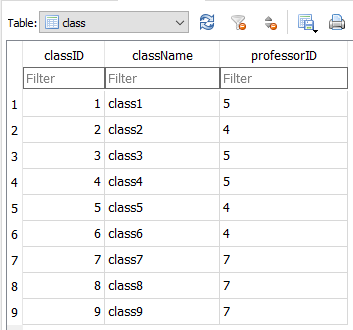 Table: class
classID className professorID
Filter Filter Filter
1 1 class1 5
2 2 class2 4
3 3 class3 5
4 4 class4 5
5 5 class5 4
6 6 class6 4
7 7 class7 7
8 8 class8 7
9 9 class9 7